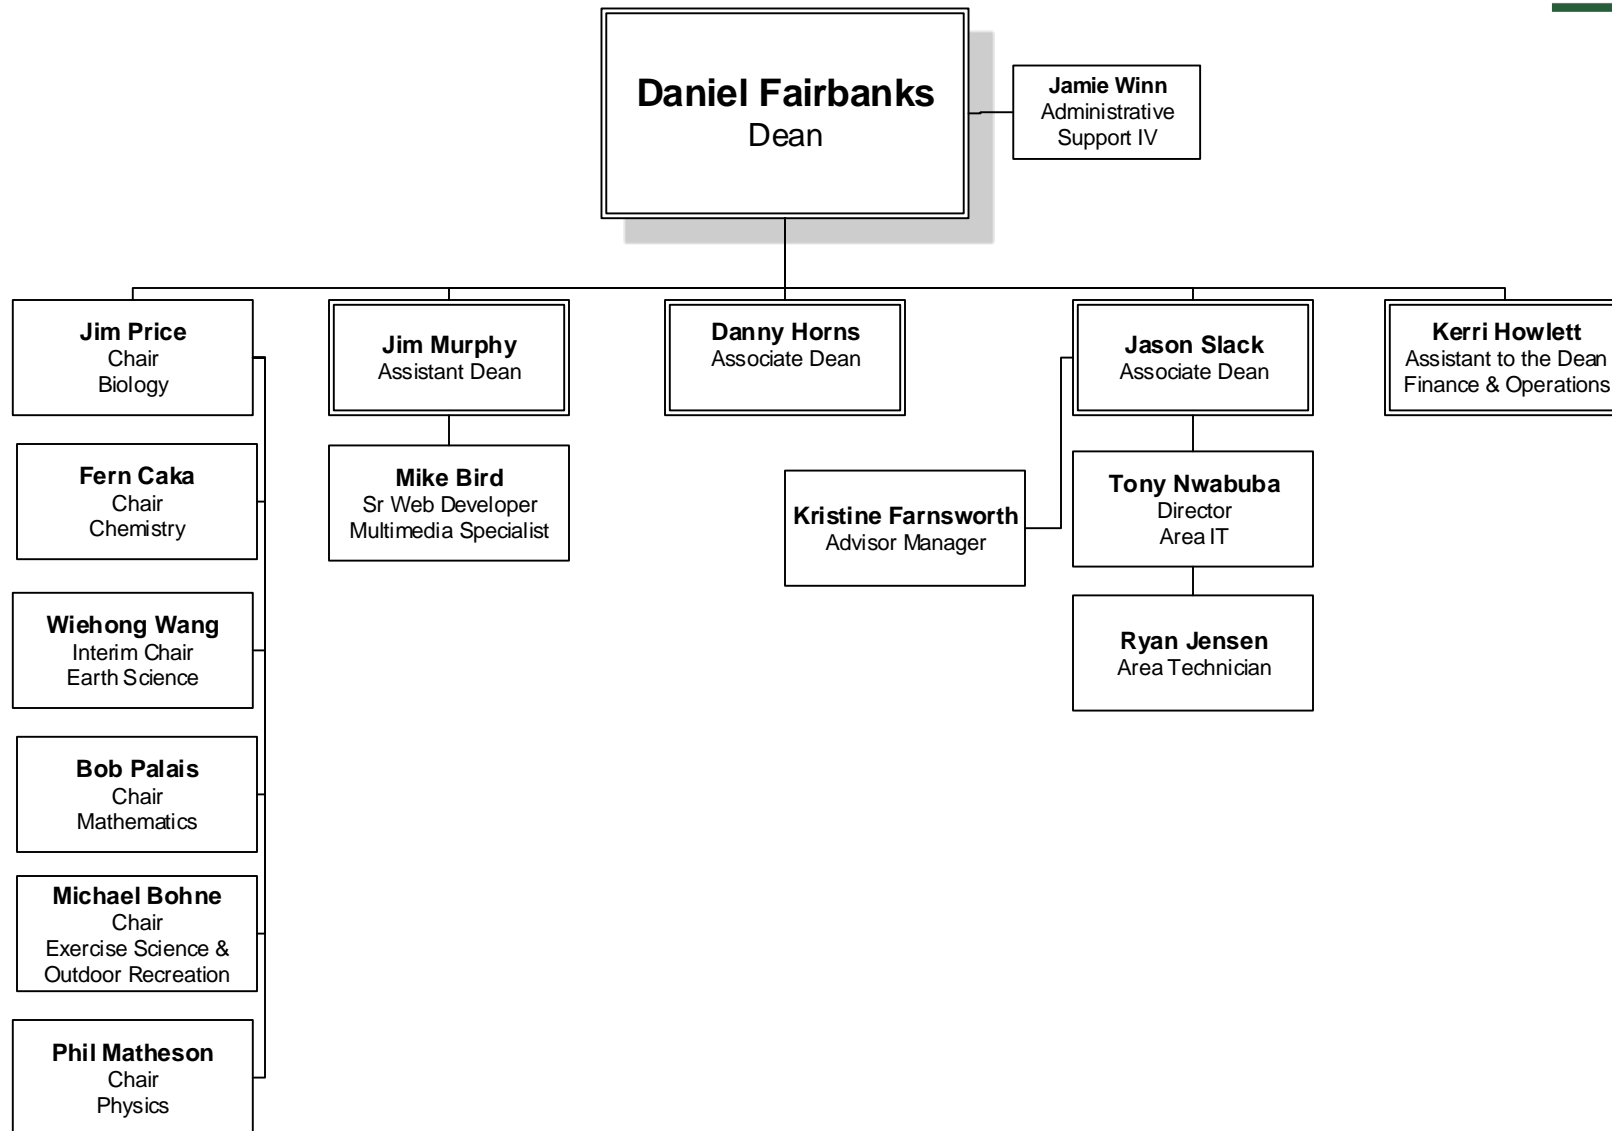 Daniel Fairbanks
Dean
Jamie Winn
Administrative
Support IV
Jim Price
Chair
Biology
Jim Murphy
Assistant Dean
Danny Horns
Associate Dean
Jason Slack
Associate Dean
Kerri Howlett
Assistant to the Dean
Finance & Operations
Fern Caka
Chair
Chemistry
Mike Bird
Sr Web Developer
Multimedia Specialist
Kristine Farnsworth
Advisor Manager
Tony Nwabuba
Director
Area IT
Wiehong Wang
Interim Chair
Earth Science
Ryan Jensen
Area Technician
Bob Palais
Chair
Mathematics
Michael Bohne
Chair
Exercise Science &
Outdoor Recreation
Phil Matheson
Chair
Physics